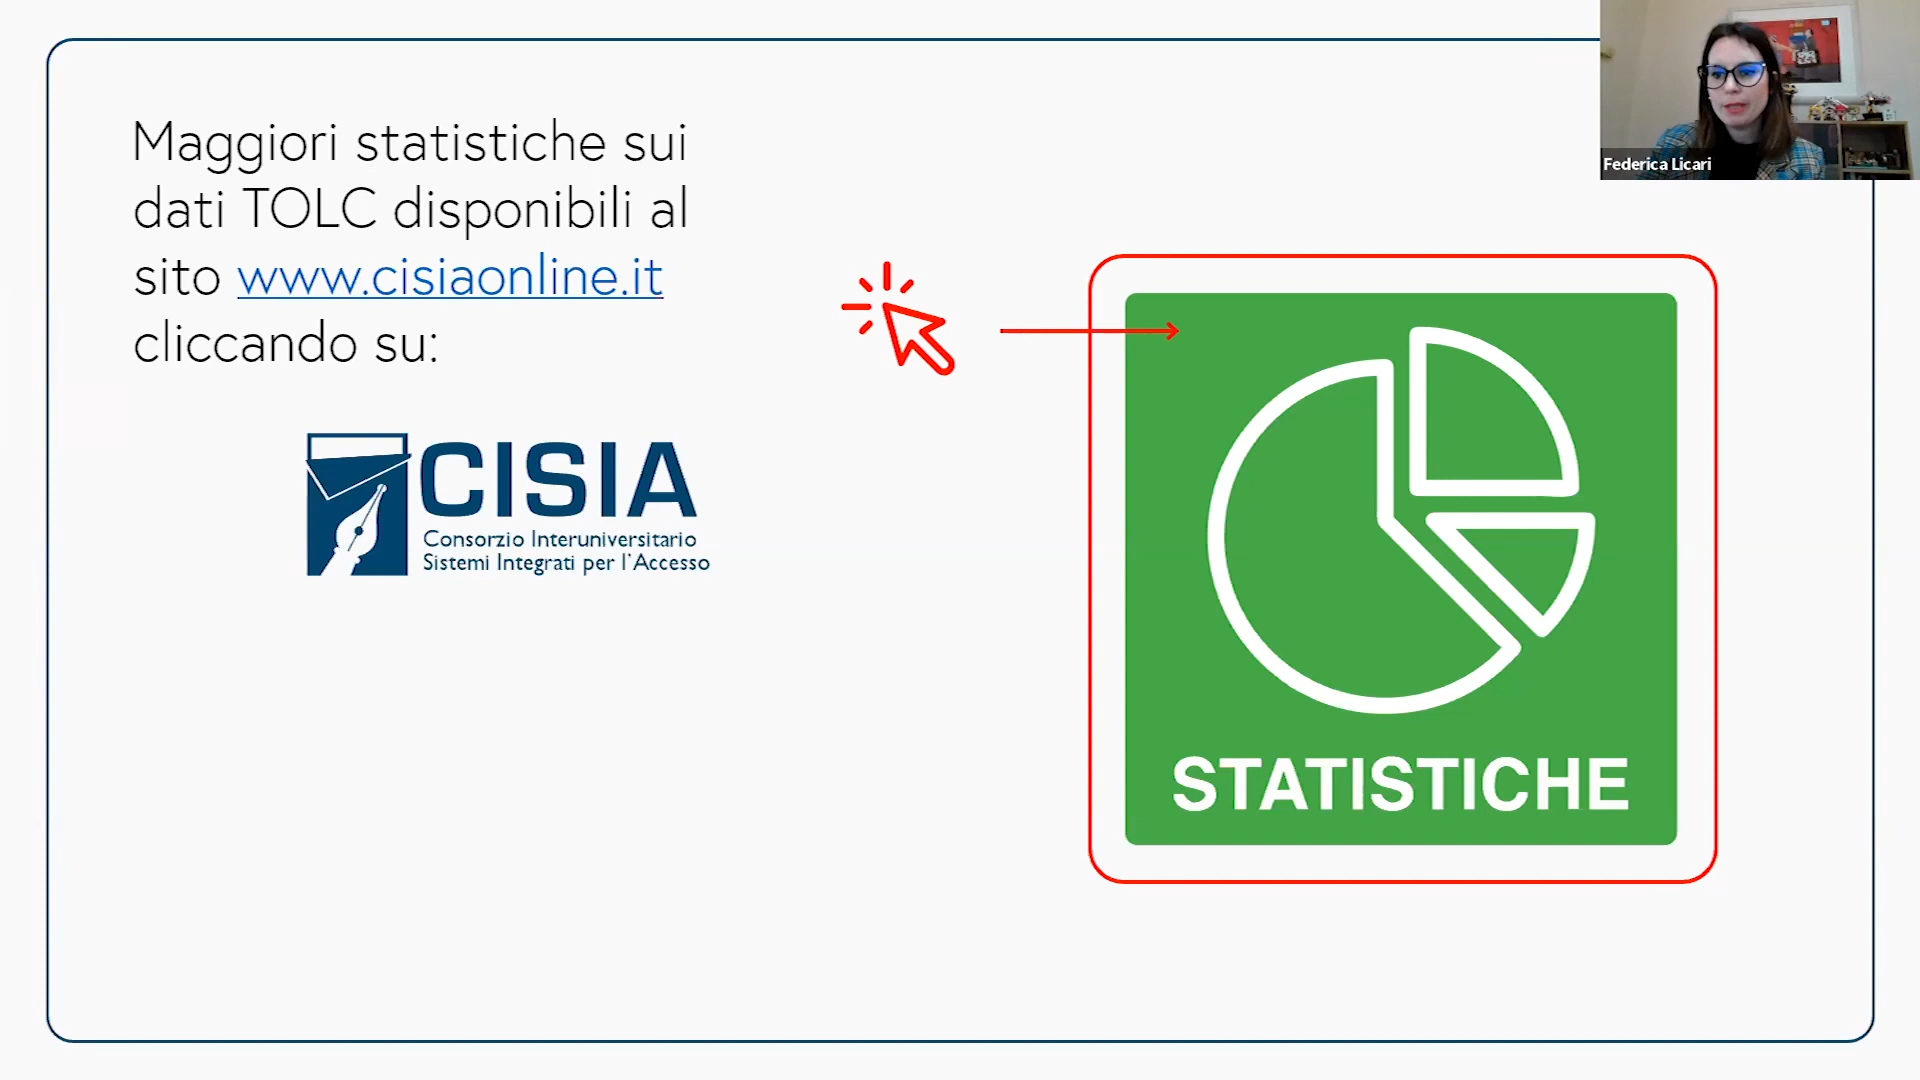 Maggiori statistiche sui
dati TOLC disponibili al
sito www.cisiaonline.it
cliccando su:
CISIA
Consorzio Interuniversitario
Sistemi Integrati per l'Accesso
STATISTICHE
Federica Licari